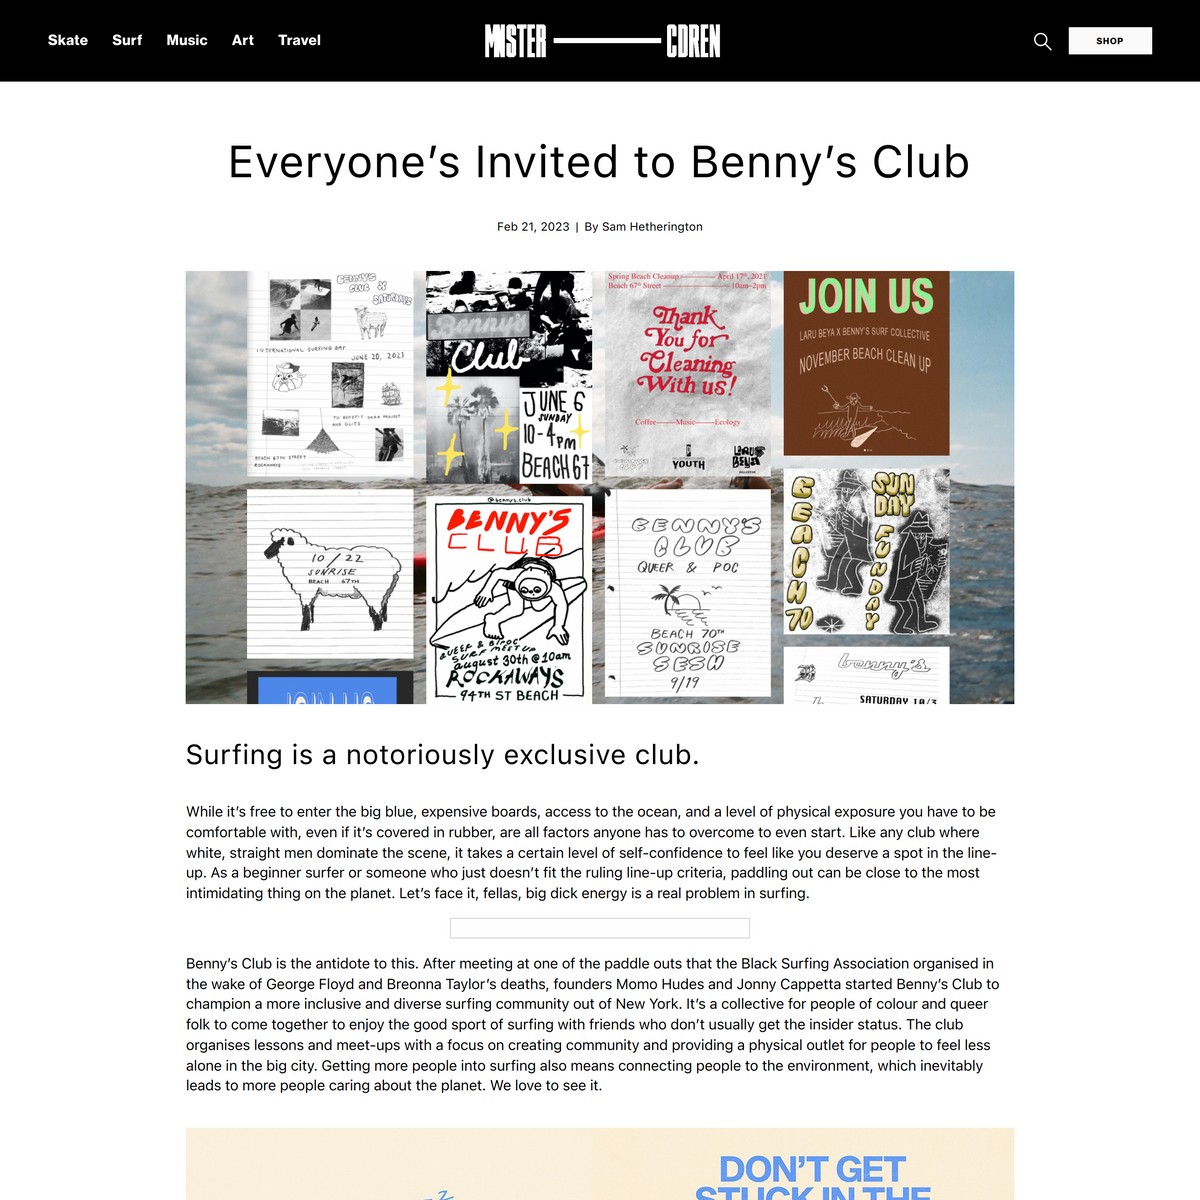 Skate Surf Music Art Travel
MISTER CDREN
SHOP
Everyone’s Invited to Benny’s Club
Feb 21, 2023 | By Sam Hetherington
BENNY'S
CLUB X
SATURDAYS
INTERNATIONAL SURFING DAY
JUNE 20, 2021
BEACH 67TH STREET
ROCKAWAYS
Benny's
Club
JUNE 6
SUNDAY
10-4pm
BEACH 67
Spring Beach Cleanup April 17th, 2021
Beach 67th Street 10am–2pm
Thank
You for
Cleaning
With us!
Coffee Music Ecology
YOUTH
LARU
BEYA
JOIN US
LARU BEYA X BENNY'S SURF COLLECTIVE
NOVEMBER BEACH CLEAN UP
10/22
SUNRISE
BEACH 67TH
@bennys.club
BENNY'S
CLUB
QUEER & BIPOC
SURF MEET UP
august 30th @10am
ROCKAWAYS
94TH ST BEACH
BENNY'S
CLUB
QUEER & POC
BEACH 70TH
SUNRISE
SESH
9/19
BEACH 70
SUNDAY
FUNDAY
benny's
SATURDAY 10/3
JOIN US
Surfing is a notoriously exclusive club.
While it’s free to enter the big blue, expensive boards, access to the ocean, and a level of physical exposure you have to be
comfortable with, even if it’s covered in rubber, are all factors anyone has to overcome to even start. Like any club where
white, straight men dominate the scene, it takes a certain level of self-confidence to feel like you deserve a spot in the line-
up. As a beginner surfer or someone who just doesn’t fit the ruling line-up criteria, paddling out can be close to the most
intimidating thing on the planet. Let’s face it, fellas, big dick energy is a real problem in surfing.
Benny’s Club is the antidote to this. After meeting at one of the paddle outs that the Black Surfing Association organised in
the wake of George Floyd and Breonna Taylor’s deaths, founders Momo Hudes and Jonny Cappetta started Benny’s Club to
champion a more inclusive and diverse surfing community out of New York. It’s a collective for people of colour and queer
folk to come together to enjoy the good sport of surfing with friends who don’t usually get the insider status. The club
organises lessons and meet-ups with a focus on creating community and providing a physical outlet for people to feel less
alone in the big city. Getting more people into surfing also means connecting people to the environment, which inevitably
leads to more people caring about the planet. We love to see it.
DON’T GET
STUCK IN THE